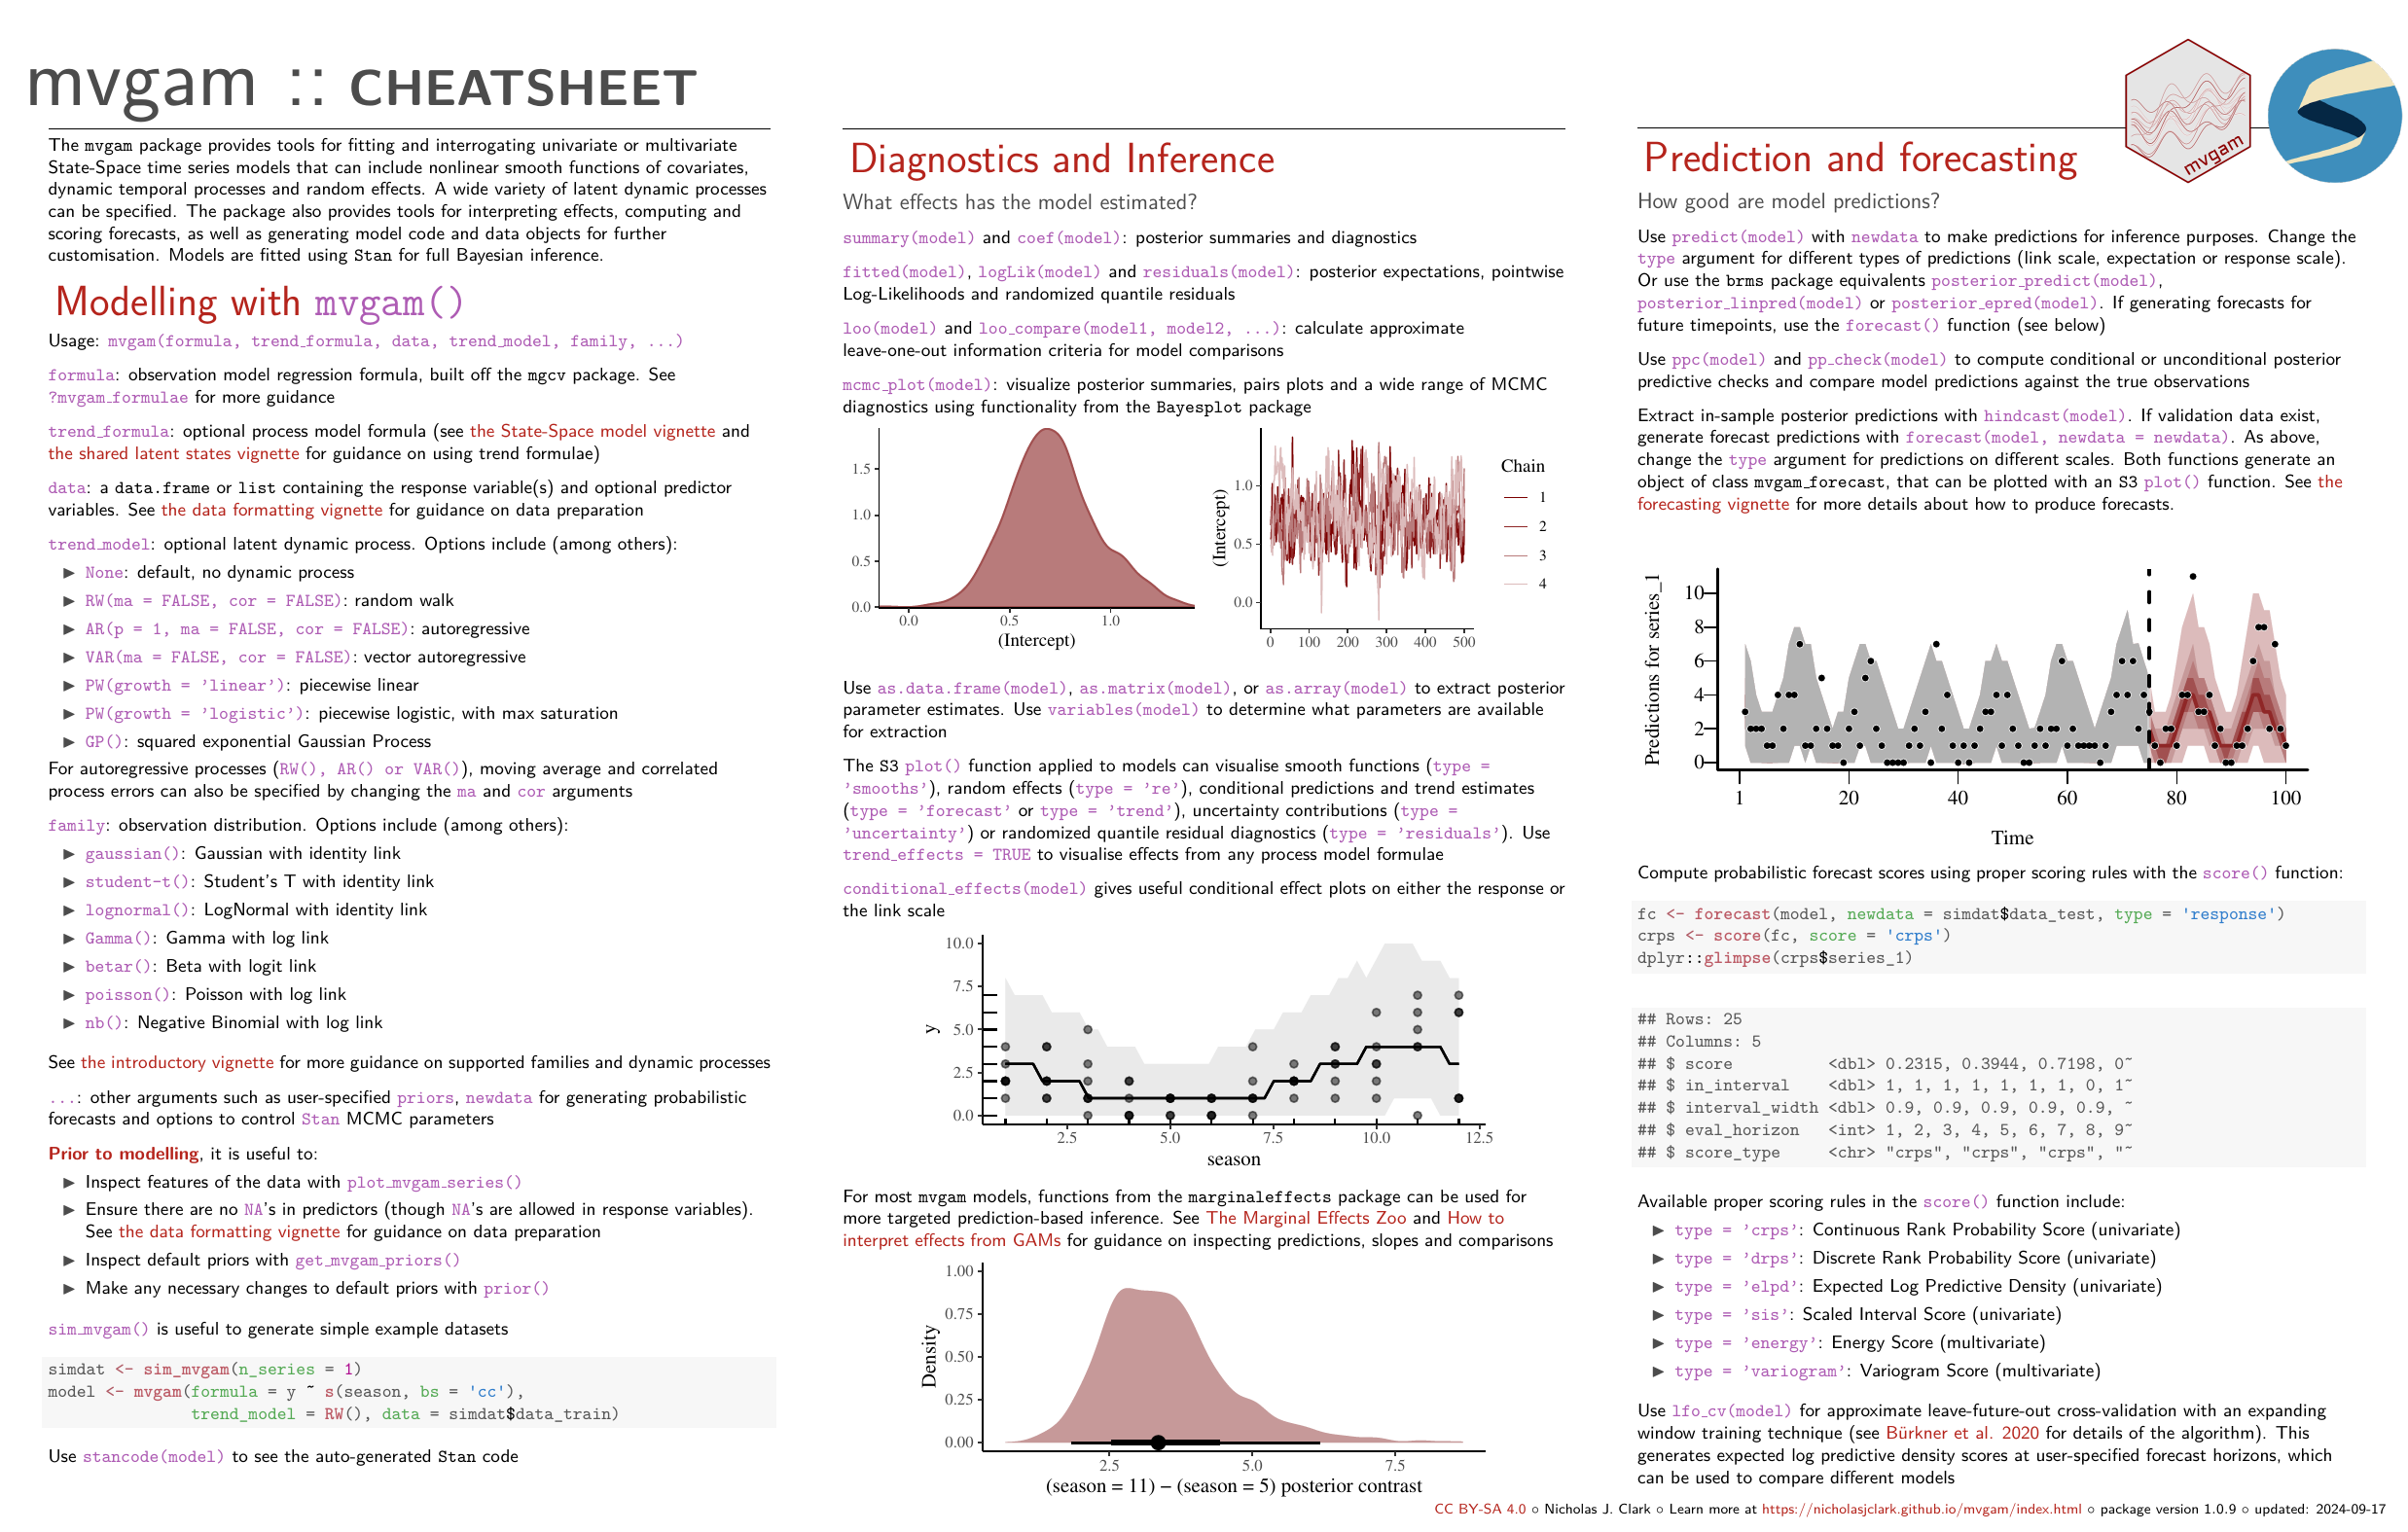 mvgam :: CHEATSHEET
The mvgam package provides tools for fitting and interrogating univariate or multivariate
State-Space time series models that can include nonlinear smooth functions of covariates,
dynamic temporal processes and random effects. A wide variety of latent dynamic processes
can be specified. The package also provides tools for interpreting effects, computing and
scoring forecasts, as well as generating model code and data objects for further
customisation. Models are fitted using Stan for full Bayesian inference.
Modelling with mvgam()
Usage: mvgam(formula, trend_formula, data, trend_model, family, ...)
formula: observation model regression formula, built off the mgcv package. See
?mvgam_formulae for more guidance
trend_formula: optional process model formula (see the State-Space model vignette and
the shared latent states vignette for guidance on using trend formulae)
data: a data.frame or list containing the response variable(s) and optional predictor
variables. See the data formatting vignette for guidance on data preparation
trend_model: optional latent dynamic process. Options include (among others):
▶ None: default, no dynamic process
▶ RW(ma = FALSE, cor = FALSE): random walk
▶ AR(p = 1, ma = FALSE, cor = FALSE): autoregressive
▶ VAR(ma = FALSE, cor = FALSE): vector autoregressive
▶ PW(growth = 'linear'): piecewise linear
▶ PW(growth = 'logistic'): piecewise logistic, with max saturation
▶ GP(): squared exponential Gaussian Process
For autoregressive processes (RW(), AR() or VAR()), moving average and correlated
process errors can also be specified by changing the ma and cor arguments
family: observation distribution. Options include (among others):
▶ gaussian(): Gaussian with identity link
▶ student-t(): Student's T with identity link
▶ lognormal(): LogNormal with identity link
▶ Gamma(): Gamma with log link
▶ betar(): Beta with logit link
▶ poisson(): Poisson with log link
▶ nb(): Negative Binomial with log link
See the introductory vignette for more guidance on supported families and dynamic processes
...: other arguments such as user-specified priors, newdata for generating probabilistic
forecasts and options to control Stan MCMC parameters
Prior to modelling, it is useful to:
▶ Inspect features of the data with plot_mvgam_series()
▶ Ensure there are no NA's in predictors (though NA's are allowed in response variables).
See the data formatting vignette for guidance on data preparation
▶ Inspect default priors with get_mvgam_priors()
▶ Make any necessary changes to default priors with prior()
sim_mvgam() is useful to generate simple example datasets
simdat <- sim_mvgam(n_series = 1)
model <- mvgam(formula = y ~ s(season, bs = 'cc'),
trend_model = RW(), data = simdat$data_train)
Use stancode(model) to see the auto-generated Stan code
Diagnostics and Inference
What effects has the model estimated?
summary(model) and coef(model): posterior summaries and diagnostics
fitted(model), logLik(model) and residuals(model): posterior expectations, pointwise
Log-Likelihoods and randomized quantile residuals
loo(model) and loo_compare(model1, model2, ...): calculate approximate
leave-one-out information criteria for model comparisons
mcmc_plot(model): visualize posterior summaries, pairs plots and a wide range of MCMC
diagnostics using functionality from the Bayesplot package
1.5
1.0
0.5
0.0
0.0 0.5 1.0
(Intercept)
(Intercept)
1.0
0.5
0.0
0 100 200 300 400 500
Chain
1
2
3
4
Use as.data.frame(model), as.matrix(model), or as.array(model) to extract posterior
parameter estimates. Use variables(model) to determine what parameters are available
for extraction
The S3 plot() function applied to models can visualise smooth functions (type =
'smooths'), random effects (type = 're'), conditional predictions and trend estimates
(type = 'forecast' or type = 'trend'), uncertainty contributions (type =
'uncertainty') or randomized quantile residual diagnostics (type = 'residuals'). Use
trend_effects = TRUE to visualise effects from any process model formulae
conditional_effects(model) gives useful conditional effect plots on either the response or
the link scale
y
10.0
7.5
5.0
2.5
0.0
2.5 5.0 7.5 10.0 12.5
season
For most mvgam models, functions from the marginaleffects package can be used for
more targeted prediction-based inference. See The Marginal Effects Zoo and How to
interpret effects from GAMs for guidance on inspecting predictions, slopes and comparisons
Density
1.00
0.75
0.50
0.25
0.00
2.5 5.0 7.5
(season = 11) − (season = 5) posterior contrast
Prediction and forecasting
mvgam
How good are model predictions?
Use predict(model) with newdata to make predictions for inference purposes. Change the
type argument for different types of predictions (link scale, expectation or response scale).
Or use the brms package equivalents posterior_predict(model),
posterior_linpred(model) or posterior_epred(model). If generating forecasts for
future timepoints, use the forecast() function (see below)
Use ppc(model) and pp_check(model) to compute conditional or unconditional posterior
predictive checks and compare model predictions against the true observations
Extract in-sample posterior predictions with hindcast(model). If validation data exist,
generate forecast predictions with forecast(model, newdata = newdata). As above,
change the type argument for predictions on different scales. Both functions generate an
object of class mvgam_forecast, that can be plotted with an S3 plot() function. See the
forecasting vignette for more details about how to produce forecasts.
Predictions for series_1
10
8
6
4
2
0
1 20 40 60 80 100
Time
Compute probabilistic forecast scores using proper scoring rules with the score() function:
fc <- forecast(model, newdata = simdat$data_test, type = 'response')
crps <- score(fc, score = 'crps')
dplyr::glimpse(crps$series_1)
## Rows: 25
## Columns: 5
## $ score          <dbl> 0.2315, 0.3944, 0.7198, 0~
## $ in_interval    <dbl> 1, 1, 1, 1, 1, 1, 1, 0, 1~
## $ interval_width <dbl> 0.9, 0.9, 0.9, 0.9, 0.9, ~
## $ eval_horizon   <int> 1, 2, 3, 4, 5, 6, 7, 8, 9~
## $ score_type     <chr> "crps", "crps", "crps", "~
Available proper scoring rules in the score() function include:
▶ type = 'crps': Continuous Rank Probability Score (univariate)
▶ type = 'drps': Discrete Rank Probability Score (univariate)
▶ type = 'elpd': Expected Log Predictive Density (univariate)
▶ type = 'sis': Scaled Interval Score (univariate)
▶ type = 'energy': Energy Score (multivariate)
▶ type = 'variogram': Variogram Score (multivariate)
Use lfo_cv(model) for approximate leave-future-out cross-validation with an expanding
window training technique (see Bürkner et al. 2020 for details of the algorithm). This
generates expected log predictive density scores at user-specified forecast horizons, which
can be used to compare different models
CC BY-SA 4.0 ○ Nicholas J. Clark ○ Learn more at https://nicholasjclark.github.io/mvgam/index.html ○ package version 1.0.9 ○ updated: 2024-09-17